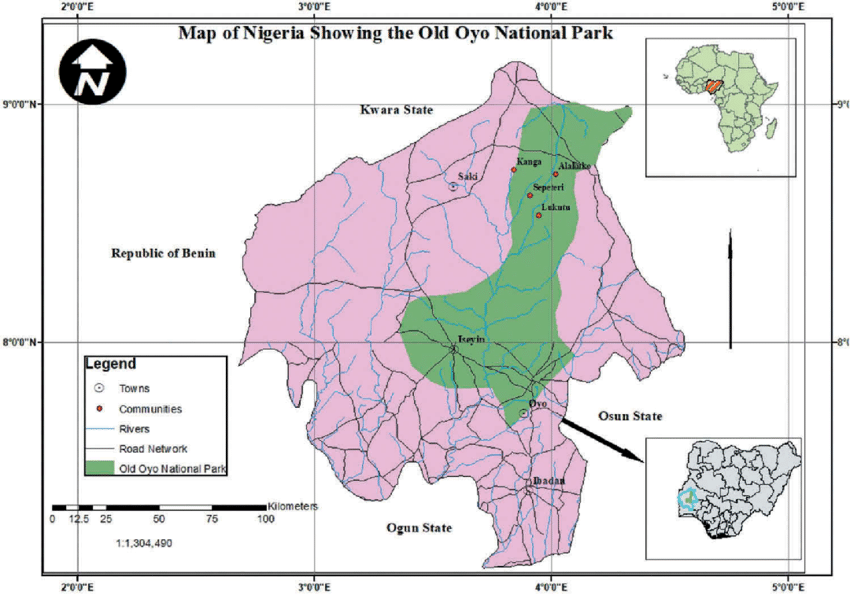 2°0'0"E 3°0'0"E 4°0'0"E 5°0'0"E
Map of Nigeria Showing the Old Oyo National Park
N
9°0'0"N
9°0
Kwara State
Kanga
Alakuko
Saki
Sepeteri
Lukutu
Republic of Benin
8°0'0"N
8°0
Iseyin
Legend
Towns
Communities
Rivers
Road Network
Old Oyo National Park
Oyo
Osun State
Ibadan
Kilometers
0 12.5 25 50 75 100
Ogun State
1:1,304,490
2°0'0"E 3°0'0"E 4°0'0"E 5°0'0"E